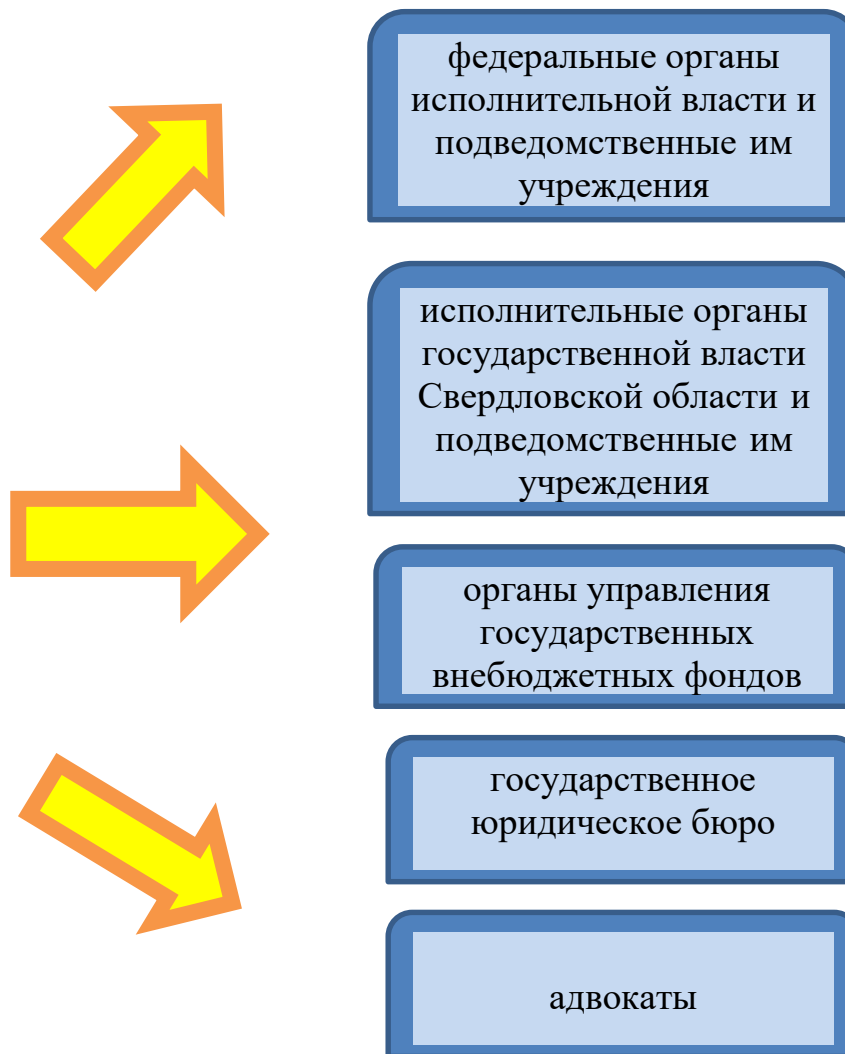 федеральные органы
исполнительной власти и
подведомственные им
учреждения
исполнительные органы
государственной власти
Свердловской области и
подведомственные им
учреждения
органы управления
государственных
внебюджетных фондов
государственное
юридическое бюро
адвокаты